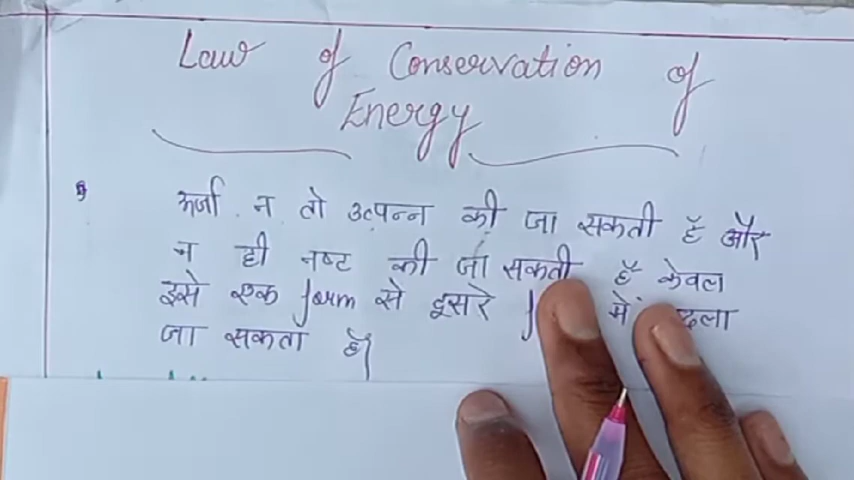 Law of Conservation of
Energy
ऊर्जा न तो उत्पन्न की जा सकती है और
न ही नष्ट की जा सकती है केवल
इसे एक form से दूसरे में
जा सकता है।